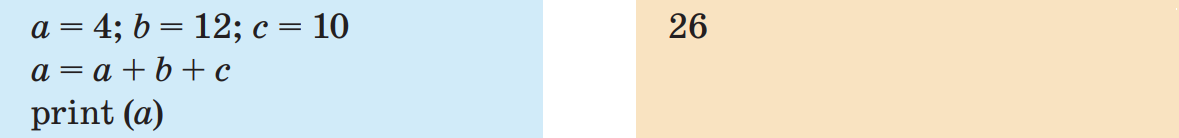 a = 4; b = 12; c = 10
a = a + b + c
print (a)
26